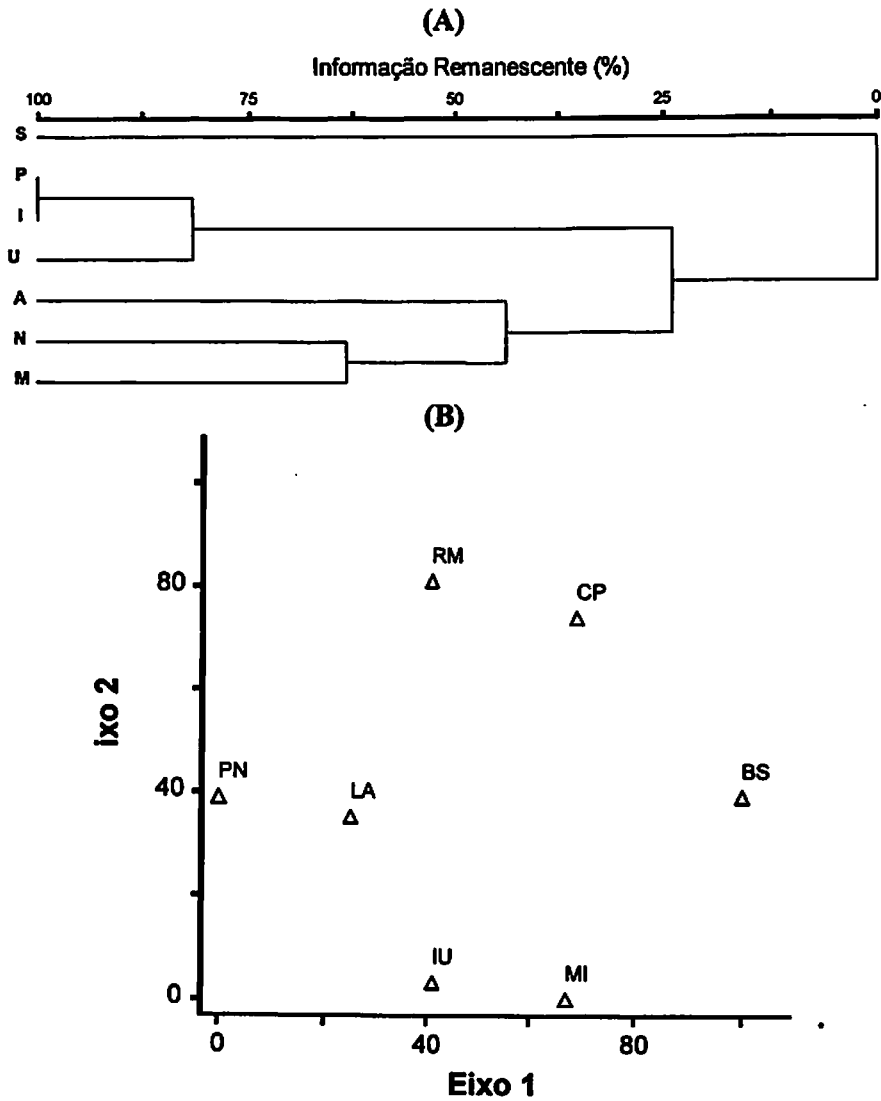 (A)
Informação Remanescente (%)
100 75 50 25 0
S
P
I
U
A
N
M
(B)
RM
80
CP
ixo 2
PN
LA
BS
40
IU
MI
0
0 40 80
Eixo 1